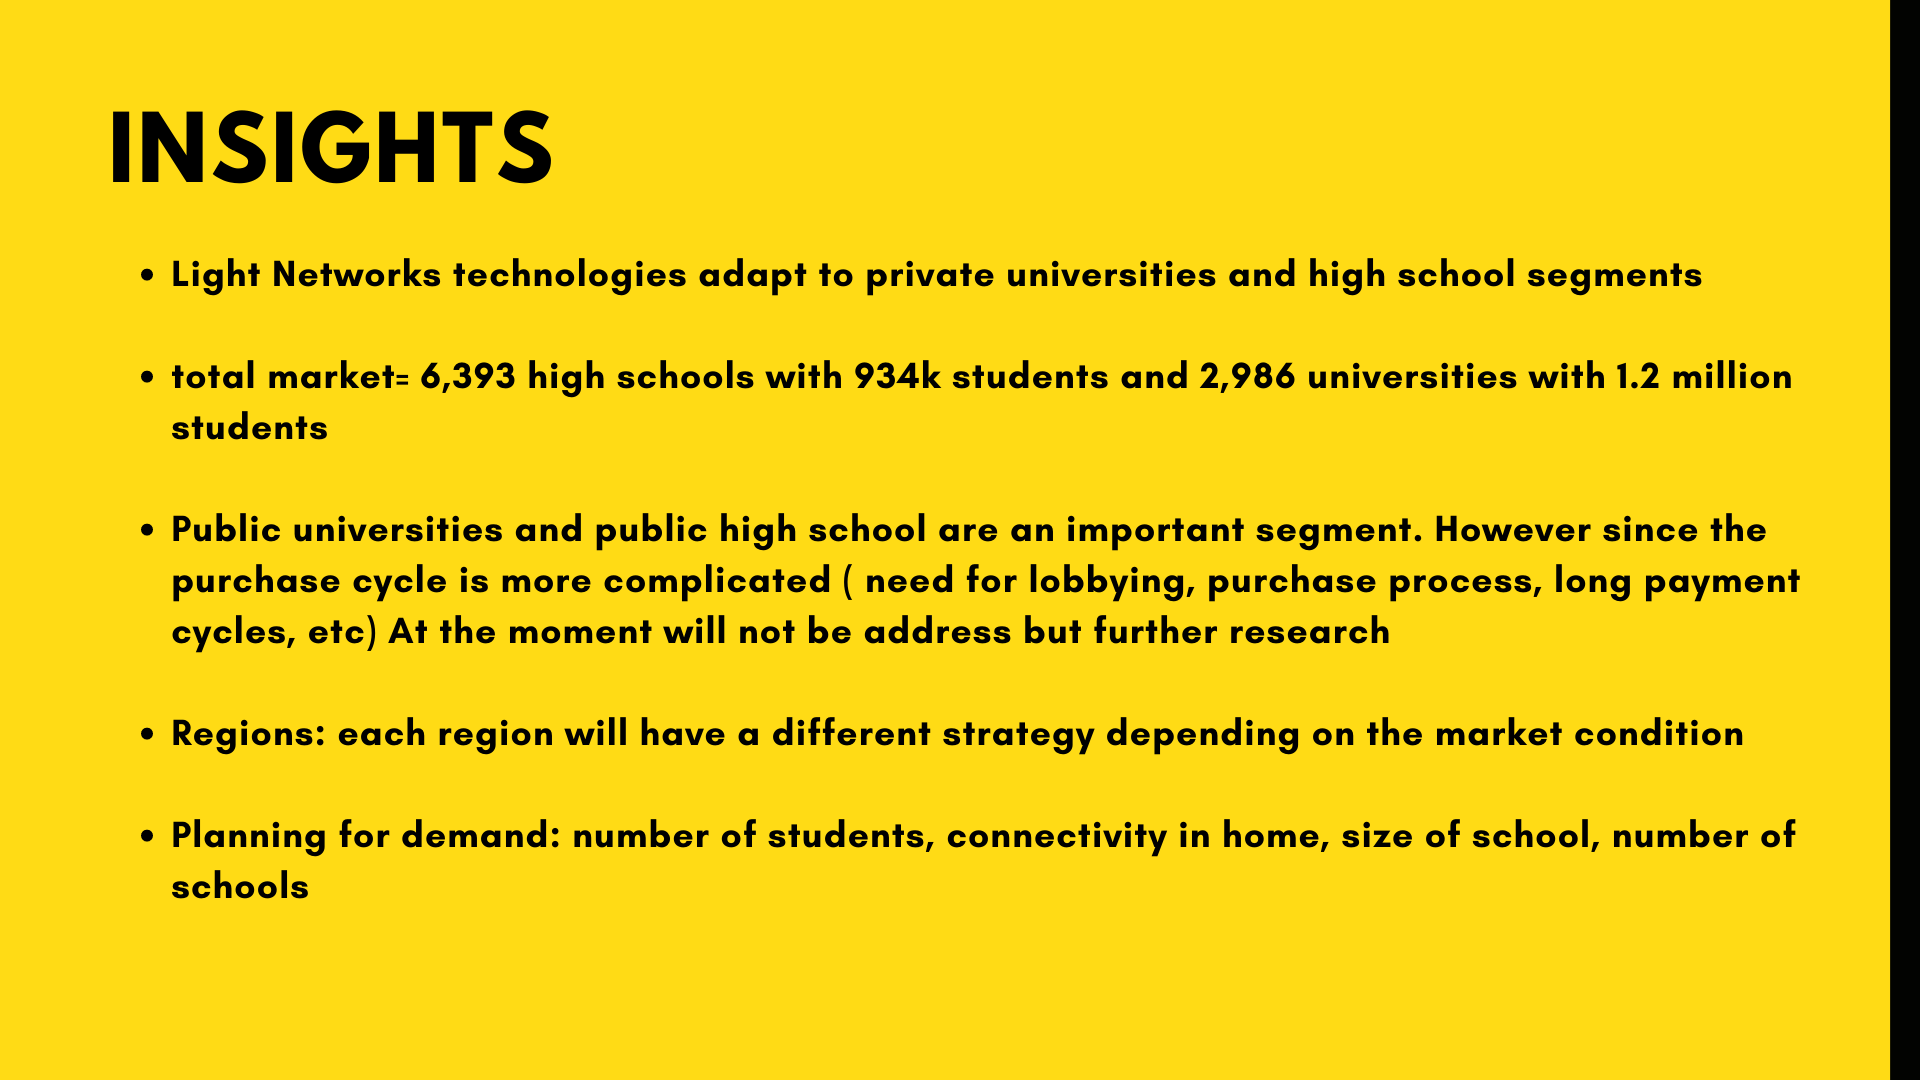 INSIGHTS
• Light Networks technologies adapt to private universities and high school segments
• total market= 6,393 high schools with 934k students and 2,986 universities with 1.2 million
students
• Public universities and public high school are an important segment. However since the
purchase cycle is more complicated ( need for lobbying, purchase process, long payment
cycles, etc) At the moment will not be address but further research
• Regions: each region will have a different strategy depending on the market condition
• Planning for demand: number of students, connectivity in home, size of school, number of
schools